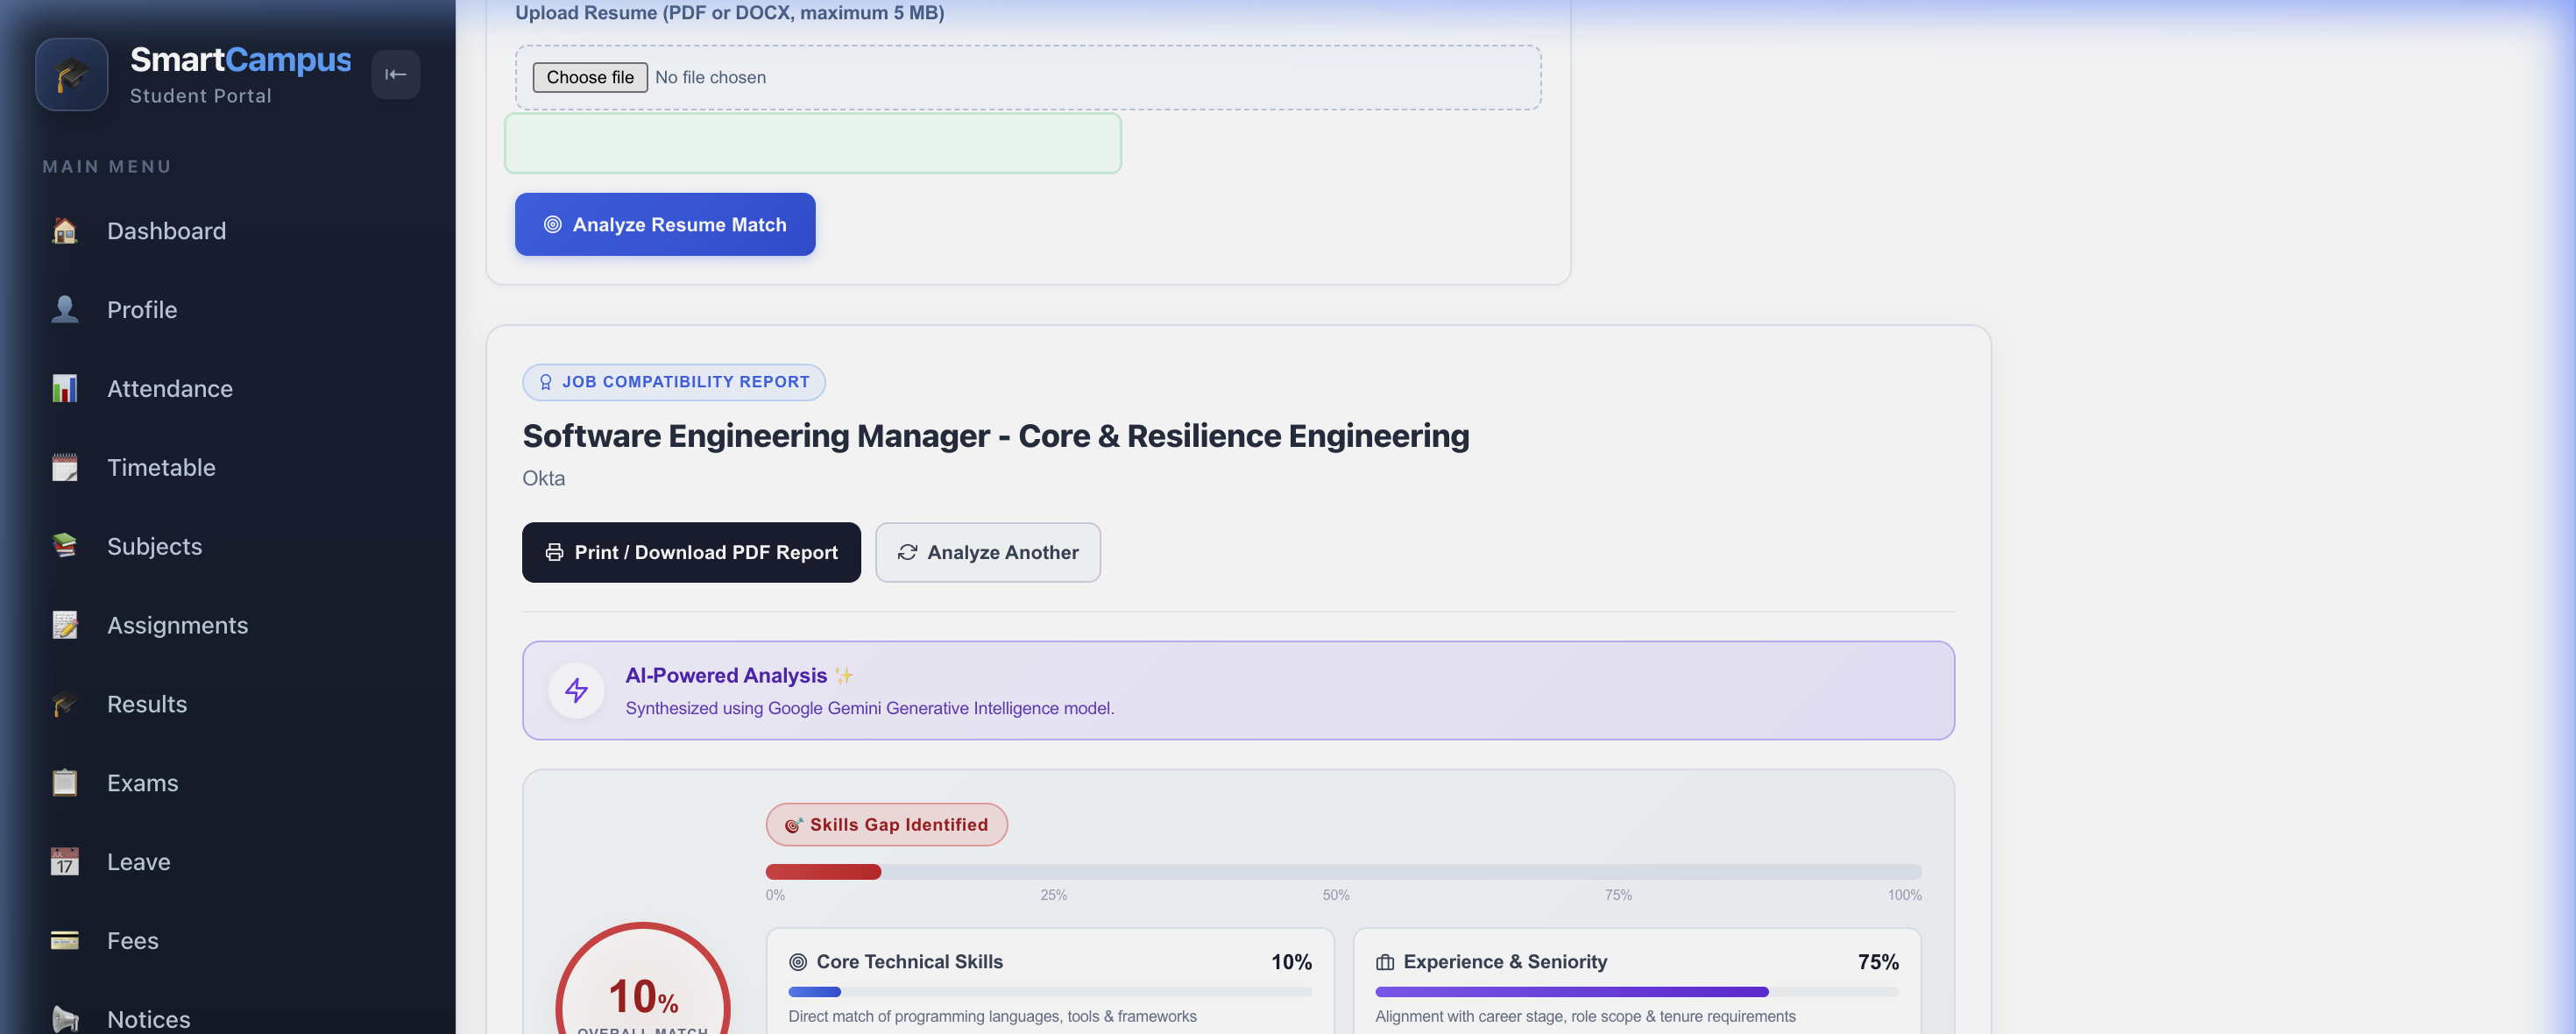 SmartCampus
Student Portal
MAIN MENU
Dashboard
Profile
Attendance
Timetable
Subjects
Assignments
Results
Exams
JUL
17
Leave
Fees
Notices
Upload Resume (PDF or DOCX, maximum 5 MB)
Choose file No file chosen
Analyze Resume Match
JOB COMPATIBILITY REPORT
Software Engineering Manager - Core & Resilience Engineering
Okta
Print / Download PDF Report
Analyze Another
AI-Powered Analysis ✨
Synthesized using Google Gemini Generative Intelligence model.
🎯 Skills Gap Identified
0% 25% 50% 75% 100%
10%
OVERALL MATCH
Core Technical Skills 10%
Direct match of programming languages, tools & frameworks
Experience & Seniority 75%
Alignment with career stage, role scope & tenure requirements